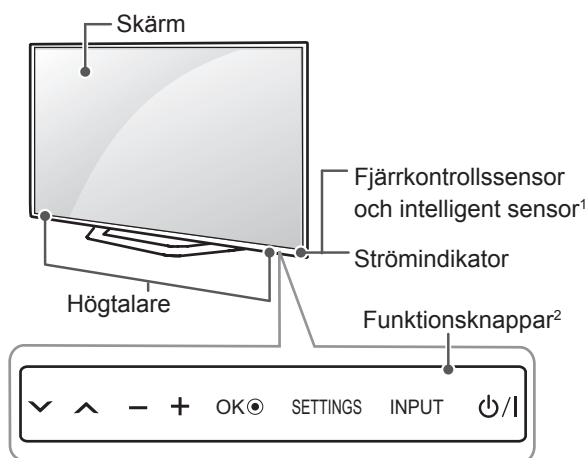 Skärm
Fjärrkontrollssensor
och intelligent sensor¹
Strömindikator
Högtalare
Funktionsknappar²
− + OK⦿ SETTINGS INPUT ⏻/I